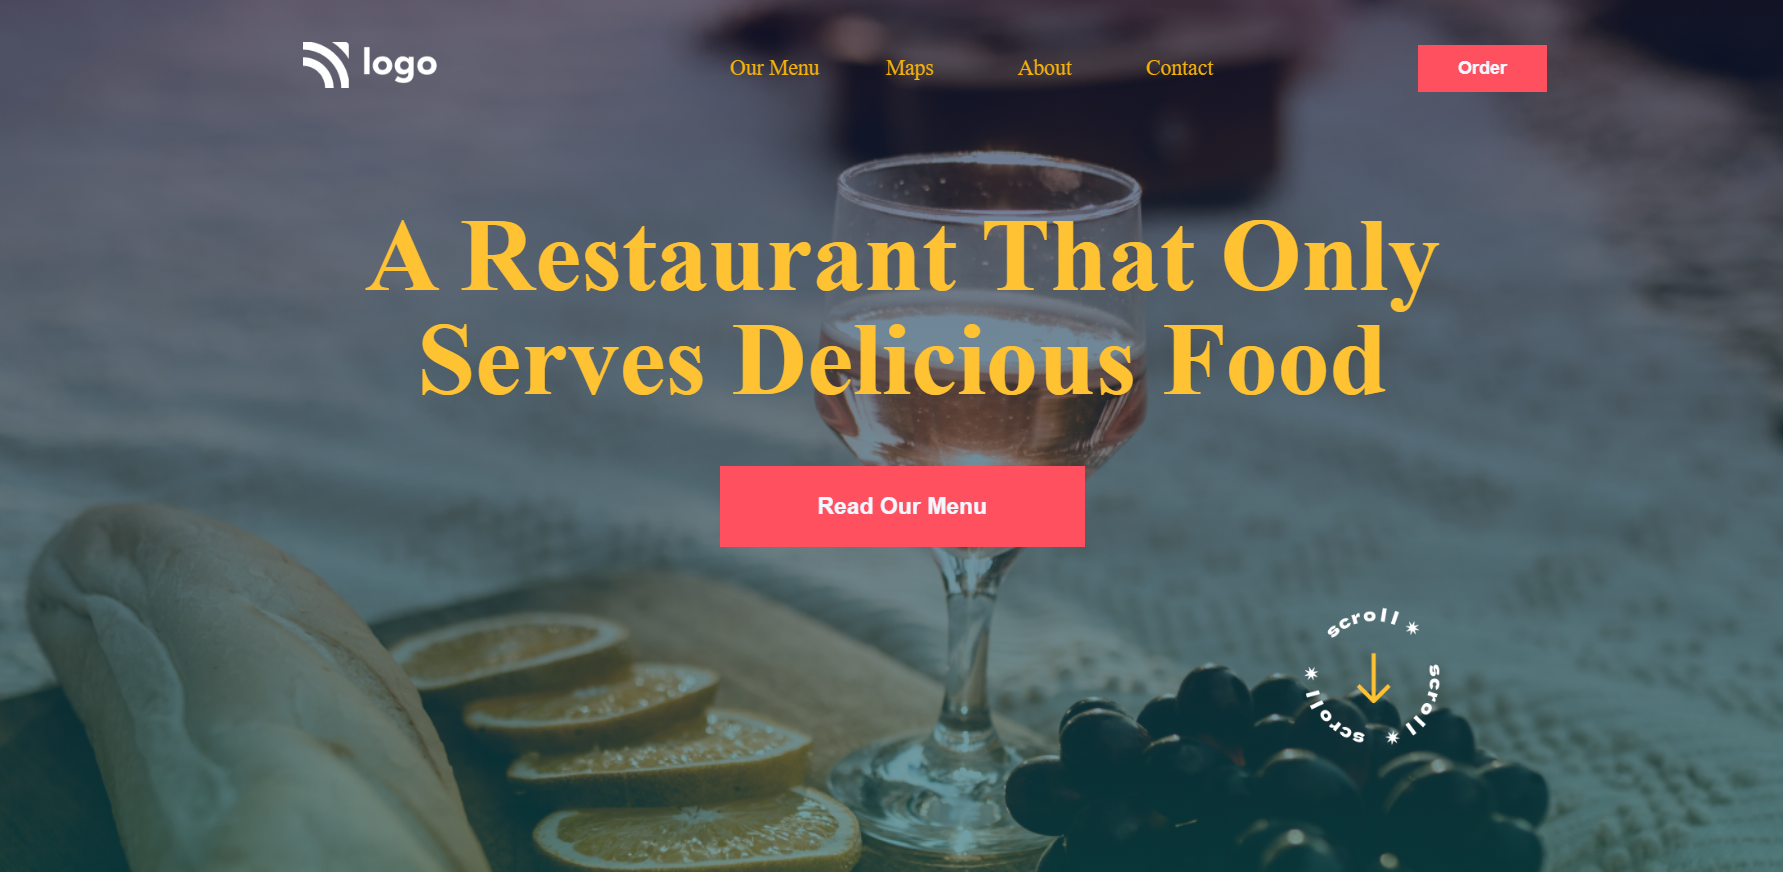 logo
Our Menu
Maps
About
Contact
Order
A Restaurant That Only
Serves Delicious Food
Read Our Menu
scroll
scroll
scroll